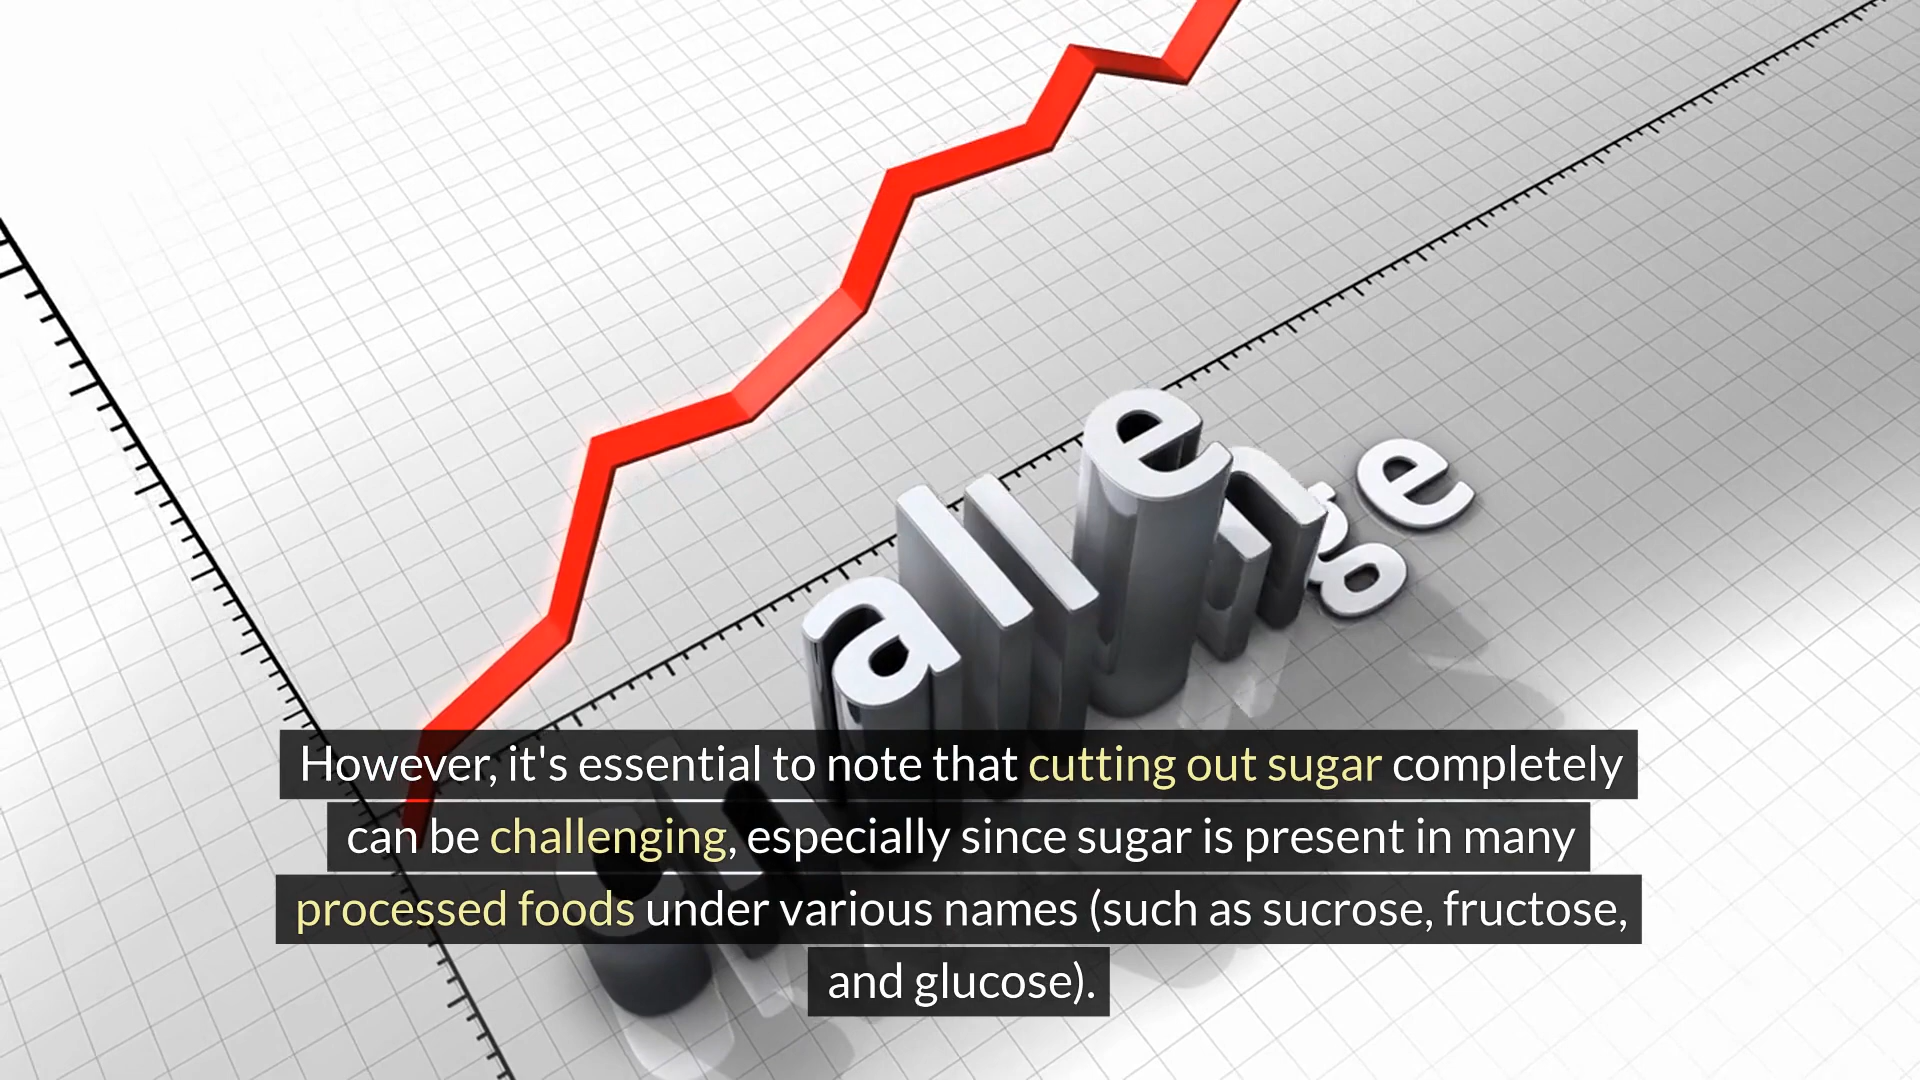 challenge
However, it's essential to note that cutting out sugar completely
can be challenging, especially since sugar is present in many
processed foods under various names (such as sucrose, fructose,
and glucose).